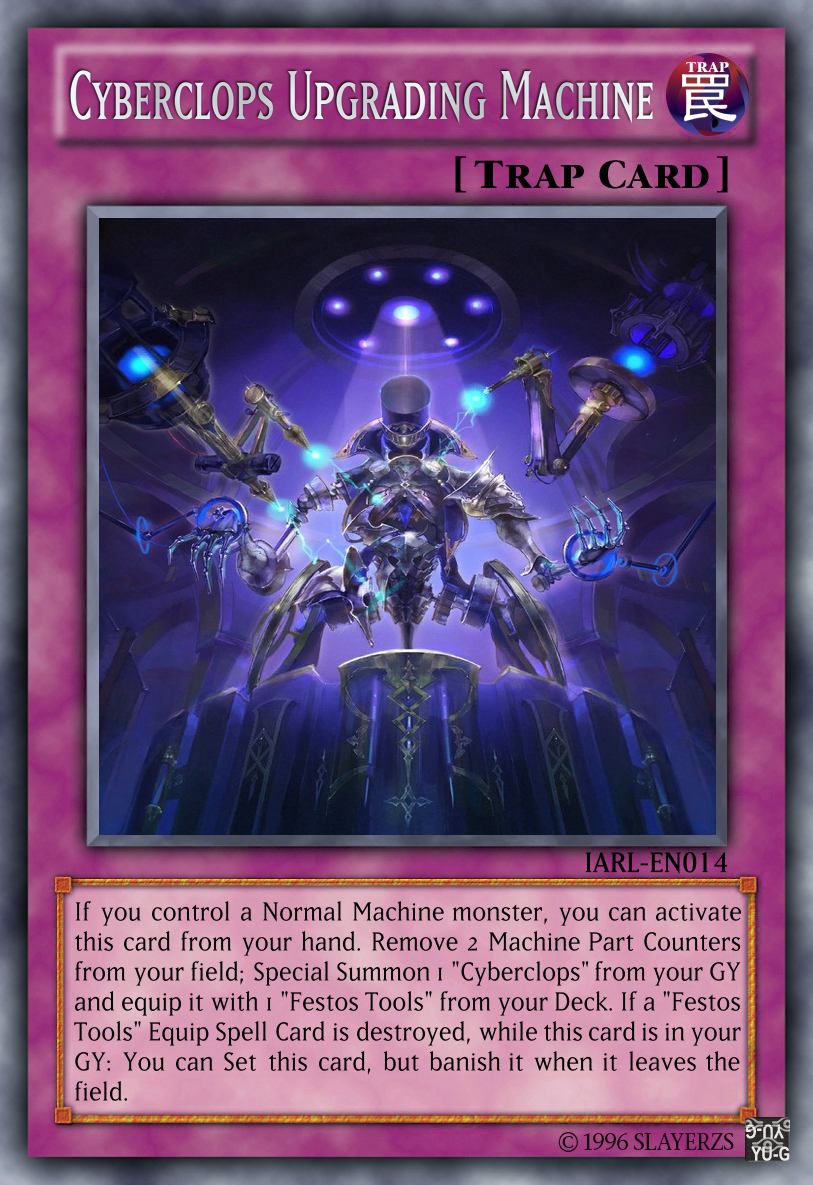 Cyberclops Upgrading Machine
TRAP
罠
[Trap Card]
IARL-EN014
If you control a Normal Machine monster, you can activate
this card from your hand. Remove 2 Machine Part Counters
from your field; Special Summon 1 "Cyberclops" from your GY
and equip it with 1 "Festos Tools" from your Deck. If a "Festos
Tools" Equip Spell Card is destroyed, while this card is in your
GY: You can Set this card, but banish it when it leaves the
field.
© 1996 SLAYERZS
YU-G